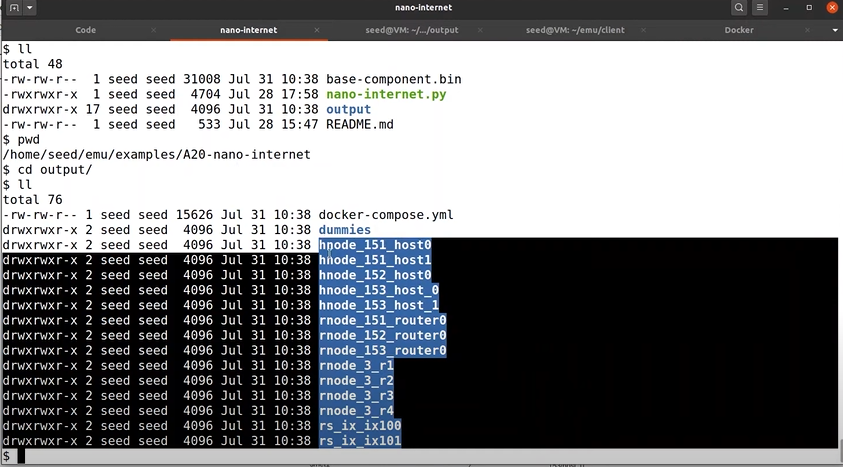 nano-internet
Code
nano-internet
seed@VM: ~/.../output
seed@VM: ~/emu/client
Docker
$ ll
total 48
-rw-rw-r--  1 seed seed 31008 Jul 31 10:38 base-component.bin
-rwxrwxr-x  1 seed seed  4704 Jul 28 17:58 nano-internet.py
drwxrwxr-x 17 seed seed  4096 Jul 31 10:38 output
-rw-rw-r--  1 seed seed   533 Jul 28 15:47 README.md
$ pwd
/home/seed/emu/examples/A20-nano-internet
$ cd output/
$ ll
total 76
-rw-rw-r-- 1 seed seed 15626 Jul 31 10:38 docker-compose.yml
drwxrwxr-x 2 seed seed  4096 Jul 31 10:38 dummies
drwxrwxr-x 2 seed seed  4096 Jul 31 10:38 hnode_151_host0
drwxrwxr-x 2 seed seed  4096 Jul 31 10:38 hnode_151_host1
drwxrwxr-x 2 seed seed  4096 Jul 31 10:38 hnode_152_host0
drwxrwxr-x 2 seed seed  4096 Jul 31 10:38 hnode_153_host_0
drwxrwxr-x 2 seed seed  4096 Jul 31 10:38 hnode_153_host_1
drwxrwxr-x 2 seed seed  4096 Jul 31 10:38 rnode_151_router0
drwxrwxr-x 2 seed seed  4096 Jul 31 10:38 rnode_152_router0
drwxrwxr-x 2 seed seed  4096 Jul 31 10:38 rnode_153_router0
drwxrwxr-x 2 seed seed  4096 Jul 31 10:38 rnode_3_r1
drwxrwxr-x 2 seed seed  4096 Jul 31 10:38 rnode_3_r2
drwxrwxr-x 2 seed seed  4096 Jul 31 10:38 rnode_3_r3
drwxrwxr-x 2 seed seed  4096 Jul 31 10:38 rnode_3_r4
drwxrwxr-x 2 seed seed  4096 Jul 31 10:38 rs_ix_ix100
drwxrwxr-x 2 seed seed  4096 Jul 31 10:38 rs_ix_ix101
$